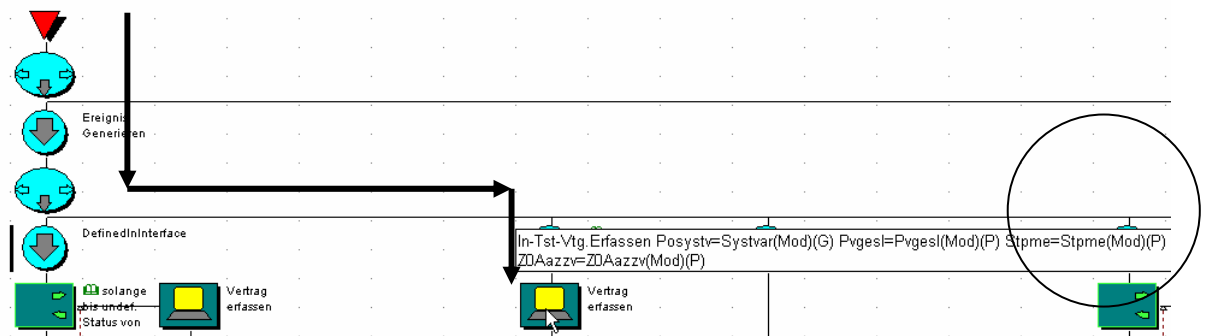 Ereignis
Generieren
DefinedInInterface
In-Tst-Vtg.Erfassen Posystv=Systvar(Mod)(G) Pvgesl=Pvgesl(Mod)(P) Stpme=Stpme(Mod)(P)
Z0Aazzv=Z0Aazzv(Mod)(P)
solange
bis undef.
Status von
Vertrag
erfassen
Vertrag
erfassen